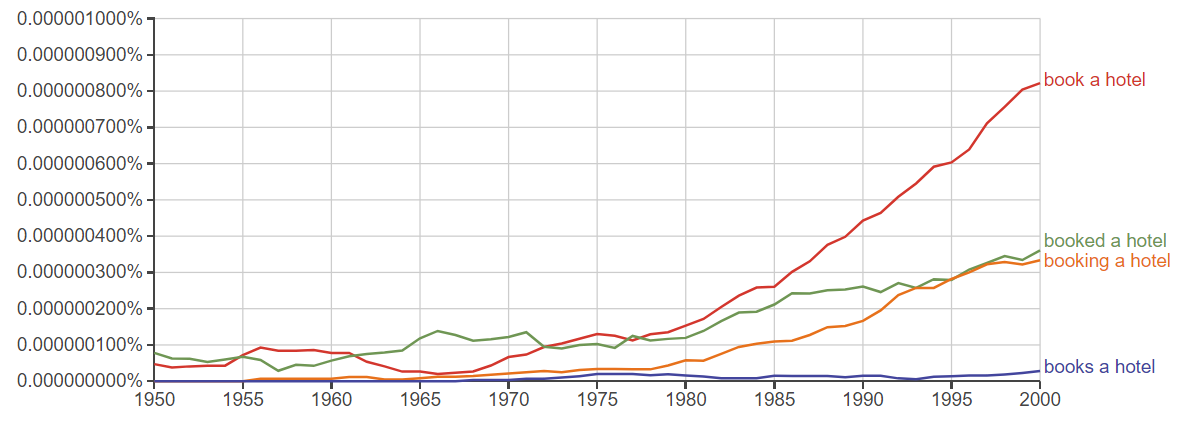 0.000001000%
0.000000900%
0.000000800%
0.000000700%
0.000000600%
0.000000500%
0.000000400%
0.000000300%
0.000000200%
0.000000100%
0.000000000%
book a hotel
booked a hotel
booking a hotel
books a hotel
1950 1955 1960 1965 1970 1975 1980 1985 1990 1995 2000